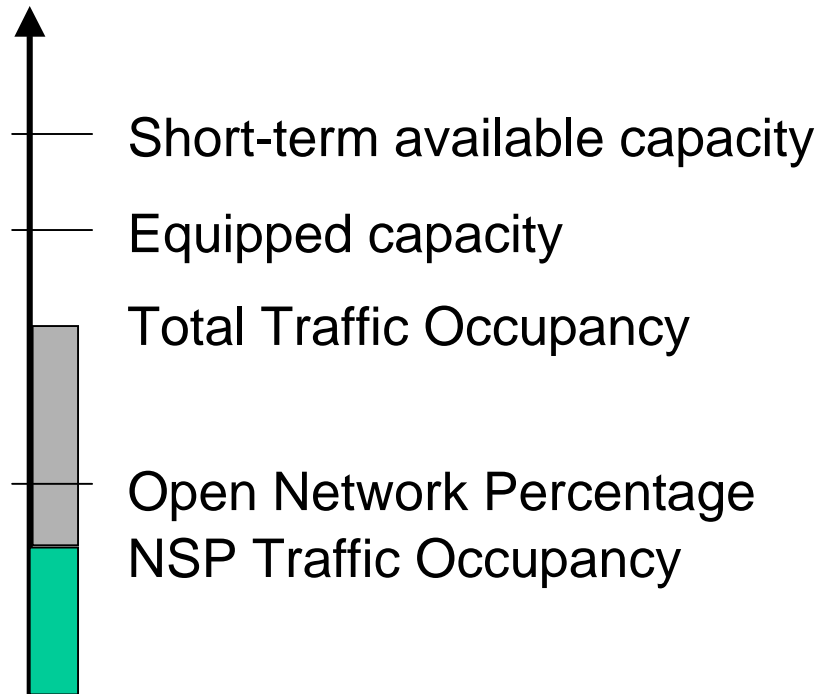 Short-term available capacity
Equipped capacity
Total Traffic Occupancy
Open Network Percentage
NSP Traffic Occupancy